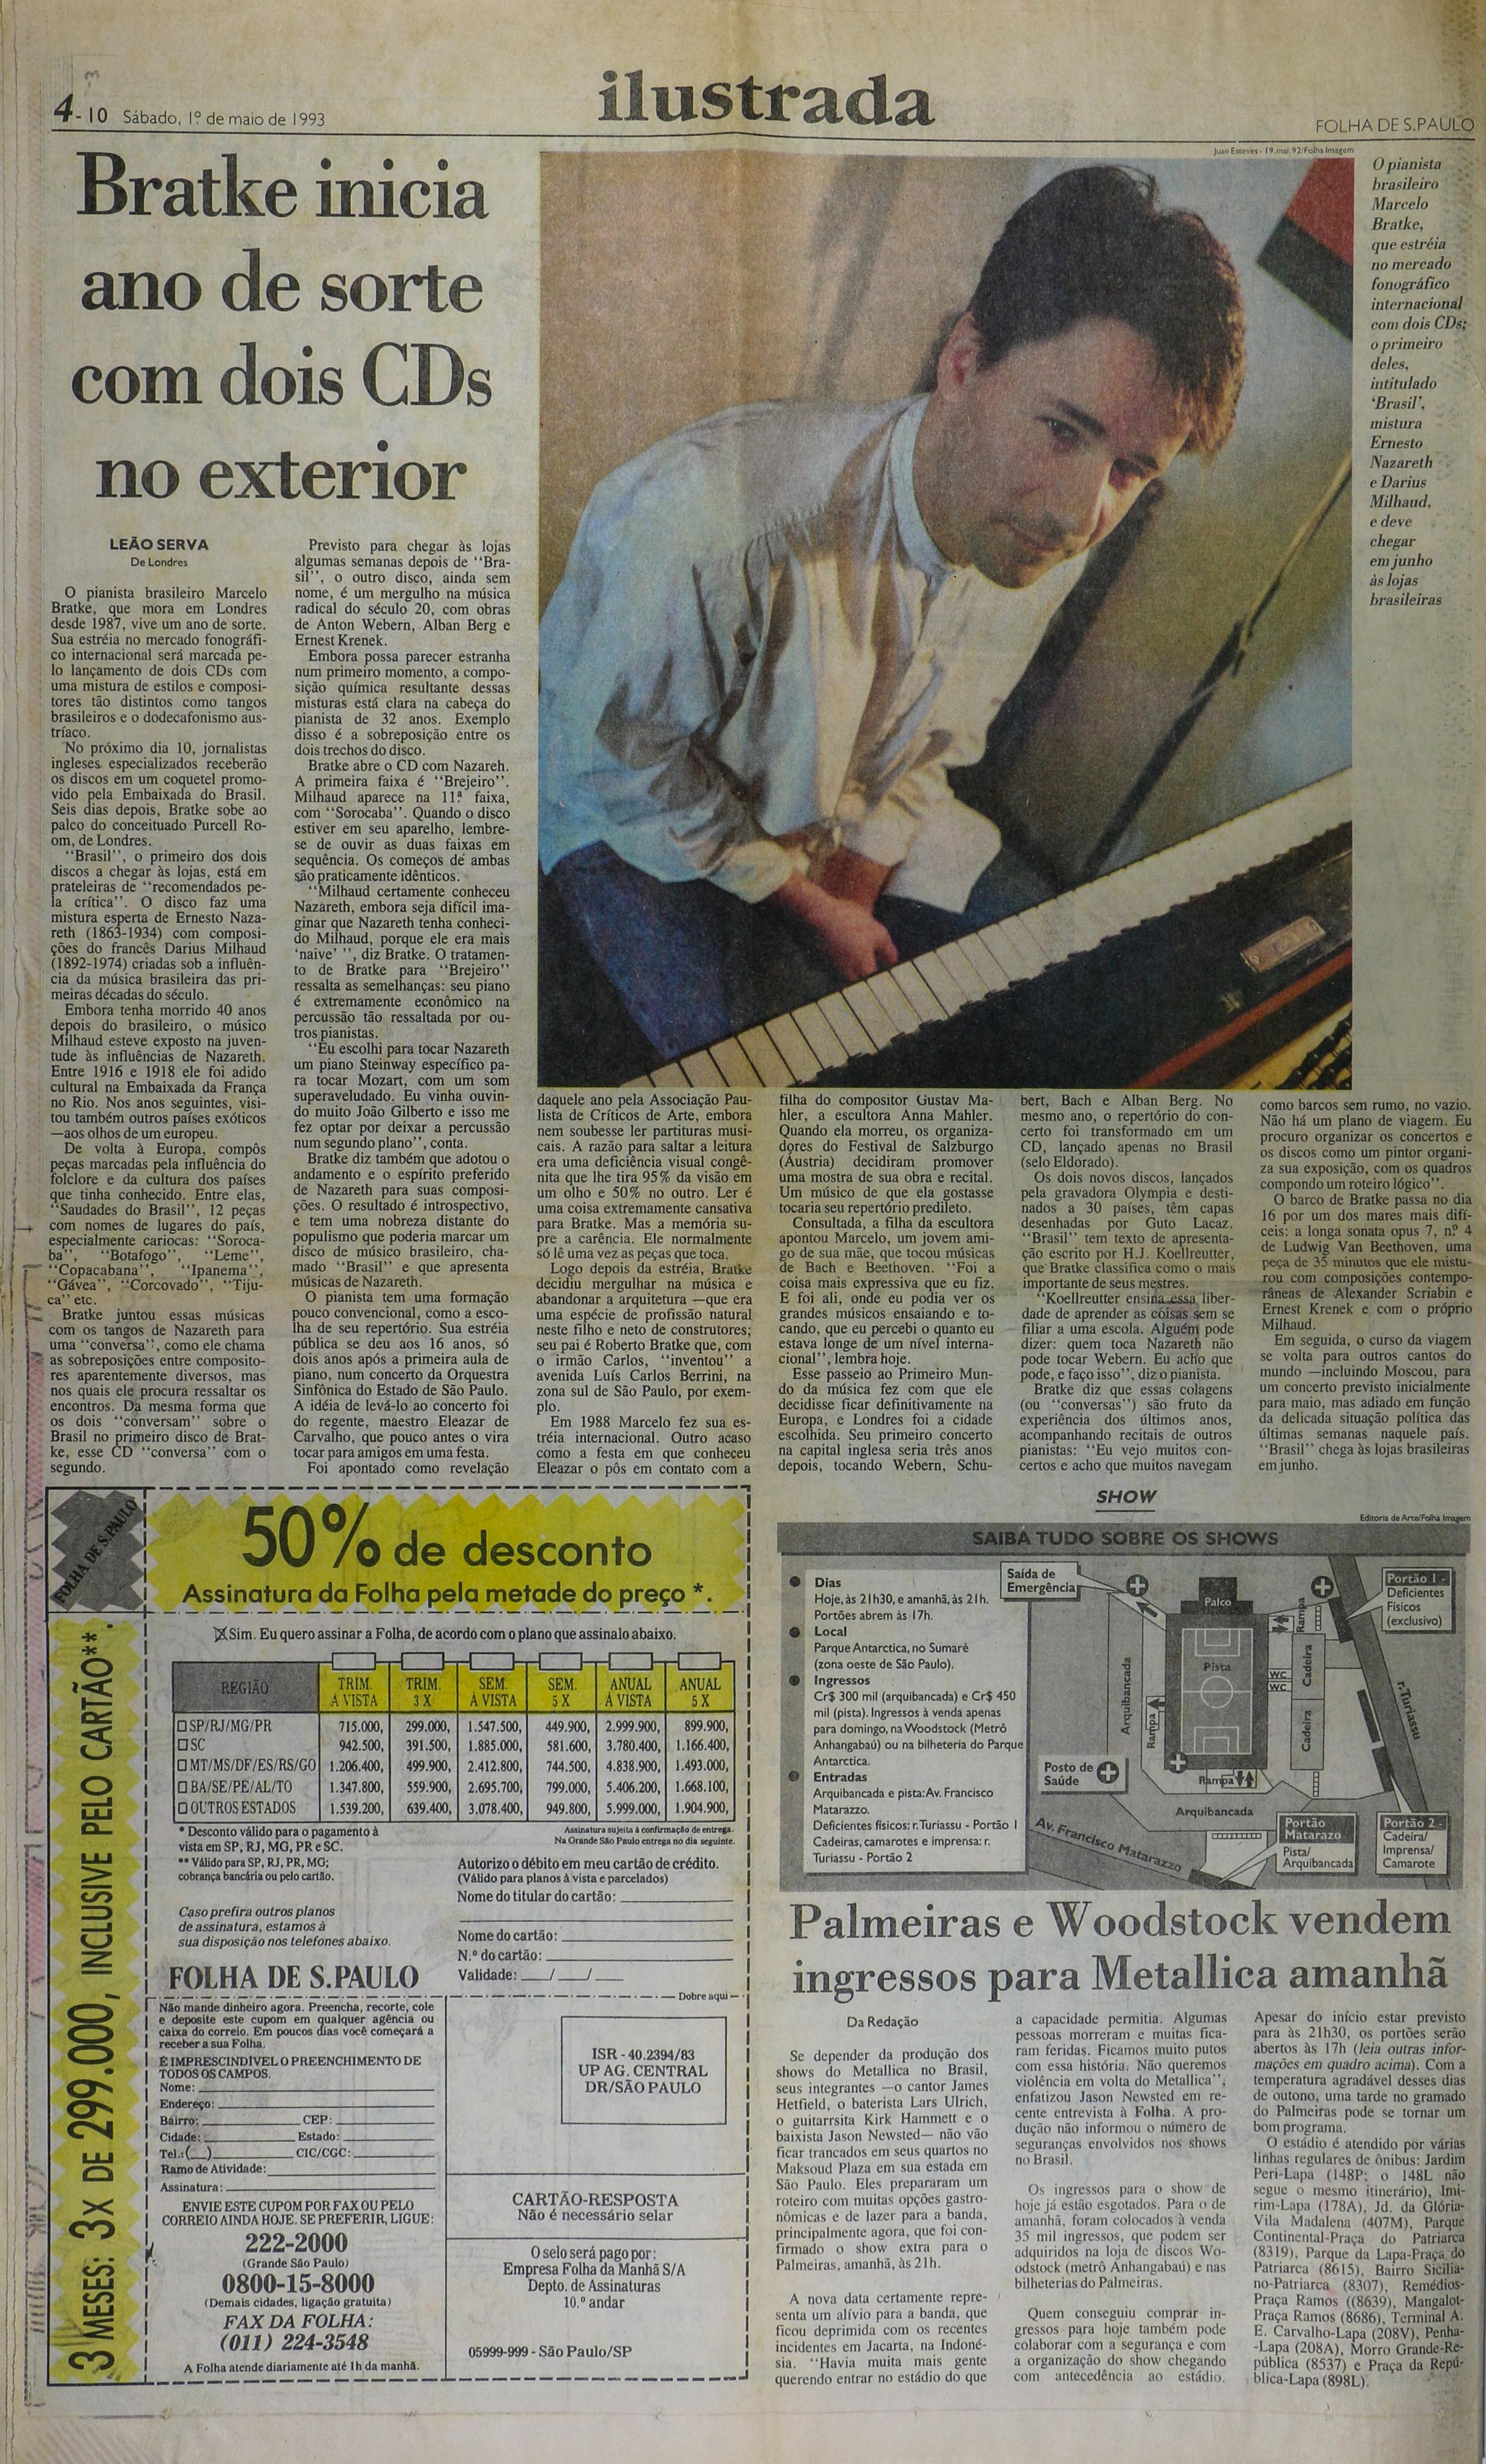 4-10 Sábado, 1º de maio de 1993
ilustrada
FOLHA DE S.PAULO
Bratke inicia
ano de sorte
com dois CDs
no exterior
Juan Esteves - 19.mai.92/Folha Imagem
O pianista
brasileiro
Marcelo
Bratke,
que estréia
no mercado
fonográfico
internacional
com dois CDs;
o primeiro
deles,
intitulado
‘Brasil’,
mistura
Ernesto
Nazareth
e Darius
Milhaud,
e deve
chegar
em junho
às lojas
brasileiras
LEÃO SERVA
De Londres
O pianista brasileiro Marcelo
Bratke, que mora em Londres
desde 1987, vive um ano de sorte.
Sua estréia no mercado fonográfi-
co internacional será marcada pe-
lo lançamento de dois CDs com
uma mistura de estilos e composi-
tores tão distintos como tangos
brasileiros e o dodecafonismo aus-
tríaco.
No próximo dia 10, jornalistas
ingleses especializados receberão
os discos em um coquetel promo-
vido pela Embaixada do Brasil.
Seis dias depois, Bratke sobe ao
palco do conceituado Purcell Ro-
om, de Londres.
“Brasil”, o primeiro dos dois
discos a chegar às lojas, está em
prateleiras de “recomendados pe-
la crítica”. O disco faz uma
mistura esperta de Ernesto Naza-
reth (1863-1934) com composi-
ções do francês Darius Milhaud
(1892-1974) criadas sob a influên-
cia da música brasileira das pri-
meiras décadas do século.
Embora tenha morrido 40 anos
depois do brasileiro, o músico
Milhaud esteve exposto na juven-
tude às influências de Nazareth.
Entre 1916 e 1918 ele foi adido
cultural na Embaixada da França
no Rio. Nos anos seguintes, visi-
tou também outros países exóticos
—aos olhos de um europeu.
De volta à Europa, compôs
peças marcadas pela influência do
folclore e da cultura dos países
que tinha conhecido. Entre elas,
“Saudades do Brasil”, 12 peças
com nomes de lugares do país,
especialmente cariocas: “Soroca-
ba”, “Botafogo”, “Leme”,
“Copacabana”, “Ipanema”,
“Gávea”, “Corcovado”, “Tiju-
ca” etc.
Bratke juntou essas músicas
com os tangos de Nazareth para
uma “conversa”, como ele chama
as sobreposições entre composito-
res aparentemente diversos, mas
nos quais ele procura ressaltar os
encontros. Da mesma forma que
os dois “conversam” sobre o
Brasil no primeiro disco de Brat-
ke, esse CD “conversa” com o
segundo.
Previsto para chegar às lojas
algumas semanas depois de “Bra-
sil”, o outro disco, ainda sem
nome, é um mergulho na música
radical do século 20, com obras
de Anton Webern, Alban Berg e
Ernest Krenek.
Embora possa parecer estranha
num primeiro momento, a compo-
sição química resultante dessas
misturas está clara na cabeça do
pianista de 32 anos. Exemplo
disso é a sobreposição entre os
dois trechos do disco.
Bratke abre o CD com Nazareh.
A primeira faixa é “Brejeiro”.
Milhaud aparece na 11ª faixa,
com “Sorocaba”. Quando o disco
estiver em seu aparelho, lembre-
se de ouvir as duas faixas em
sequência. Os começos de ambas
são praticamente idênticos.
“Milhaud certamente conheceu
Nazareth, embora seja difícil ima-
ginar que Nazareth tenha conheci-
do Milhaud, porque ele era mais
‘naive’ ”, diz Bratke. O tratamen-
to de Bratke para “Brejeiro”
ressalta as semelhanças: seu piano
é extremamente econômico na
percussão tão ressaltada por ou-
tros pianistas.
“Eu escolhi para tocar Nazareth
um piano Steinway específico pa-
ra tocar Mozart, com um som
superaveludado. Eu vinha ouvin-
do muito João Gilberto e isso me
fez optar por deixar a percussão
num segundo plano”, conta.
Bratke diz também que adotou o
andamento e o espírito preferido
de Nazareth para suas composi-
ções. O resultado é introspectivo,
e tem uma nobreza distante do
populismo que poderia marcar um
disco de músico brasileiro, cha-
mado “Brasil” e que apresenta
músicas de Nazareth.
O pianista tem uma formação
pouco convencional, como a esco-
lha de seu repertório. Sua estréia
pública se deu aos 16 anos, só
dois anos após a primeira aula de
piano, num concerto da Orquestra
Sinfônica do Estado de São Paulo.
A idéia de levá-lo ao concerto foi
do regente, maestro Eleazar de
Carvalho, que pouco antes o vira
tocar para amigos em uma festa.
Foi apontado como revelação
daquele ano pela Associação Pau-
lista de Críticos de Arte, embora
nem soubesse ler partituras musi-
cais. A razão para saltar a leitura
era uma deficiência visual congê-
nita que lhe tira 95% da visão em
um olho e 50% no outro. Ler é
uma coisa extremamente cansativa
para Bratke. Mas a memória su-
pre a carência. Ele normalmente
só lê uma vez as peças que toca.
Logo depois da estréia, Bratke
decidiu mergulhar na música e
abandonar a arquitetura —que era
uma espécie de profissão natural
neste filho e neto de construtores;
seu pai é Roberto Bratke que, com
o irmão Carlos, “inventou” a
avenida Luís Carlos Berrini, na
zona sul de São Paulo, por exem-
plo.
Em 1988 Marcelo fez sua es-
tréia internacional. Outro acaso
como a festa em que conheceu
Eleazar o pôs em contato com a
filha do compositor Gustav Ma-
hler, a escultora Anna Mahler.
Quando ela morreu, os organiza-
dores do Festival de Salzburgo
(Áustria) decidiram promover
uma mostra de sua obra e recital.
Um músico de que ela gostasse
tocaria seu repertório predileto.
Consultada, a filha da escultora
apontou Marcelo, um jovem ami-
go de sua mãe, que tocou músicas
de Bach e Beethoven. “Foi a
coisa mais expressiva que eu fiz.
E foi ali, onde eu podia ver os
grandes músicos ensaiando e to-
cando, que eu percebi o quanto eu
estava longe de um nível interna-
cional”, lembra hoje.
Esse passeio ao Primeiro Mun-
do da música fez com que ele
decidisse ficar definitivamente na
Europa, e Londres foi a cidade
escolhida. Seu primeiro concerto
na capital inglesa seria três anos
depois, tocando Webern, Schu-
bert, Bach e Alban Berg. No
mesmo ano, o repertório do con-
certo foi transformado em um
CD, lançado apenas no Brasil
(selo Eldorado).
Os dois novos discos, lançados
pela gravadora Olympia e desti-
nados a 30 países, têm capas
desenhadas por Guto Lacaz.
“Brasil” tem texto de apresenta-
ção escrito por H.J. Koellreutter,
que Bratke classifica como o mais
importante de seus mestres.
“Koellreutter ensina essa liber-
dade de aprender as coisas sem se
filiar a uma escola. Alguém pode
dizer: quem toca Nazareth não
pode tocar Webern. Eu acho que
pode, e faço isso”, diz o pianista.
Bratke diz que essas colagens
(ou “conversas”) são fruto da
experiência dos últimos anos,
acompanhando recitais de outros
pianistas: “Eu vejo muitos con-
certos e acho que muitos navegam
como barcos sem rumo, no vazio.
Não há um plano de viagem. Eu
procuro organizar os concertos e
os discos como um pintor organi-
za sua exposição, com os quadros
compondo um roteiro lógico”.
O barco de Bratke passa no dia
16 por um dos mares mais difí-
ceis: a longa sonata opus 7, nº 4
de Ludwig Van Beethoven, uma
peça de 35 minutos que ele mistu-
rou com composições contempo-
râneas de Alexander Scriabin e
Ernest Krenek e com o próprio
Milhaud.
Em seguida, o curso da viagem
se volta para outros cantos do
mundo —incluindo Moscou, para
um concerto previsto inicialmente
para maio, mas adiado em função
da delicada situação política das
últimas semanas naquele país.
“Brasil” chega às lojas brasileiras
em junho.
FOLHA DE S.PAULO
50% de desconto
Assinatura da Folha pela metade do preço *.
3 MESES: 3X DE 299.000, INCLUSIVE PELO CARTÃO**.
Sim. Eu quero assinar a Folha, de acordo com o plano que assinalo abaixo.
REGIÃO TRIM. À VISTA TRIM. 3 X SEM. À VISTA SEM. 5 X ANUAL À VISTA ANUAL 5 X
SP/RJ/MG/PR 715.000, 299.000, 1.547.500, 449.900, 2.999.900, 899.900,
SC 942.500, 391.500, 1.885.000, 581.600, 3.780.400, 1.166.400,
MT/MS/DF/ES/RS/GO 1.206.400, 499.900, 2.412.800, 744.500, 4.838.900, 1.493.000,
BA/SE/PE/AL/TO 1.347.800, 559.900, 2.695.700, 799.000, 5.406.200, 1.668.100,
OUTROS ESTADOS 1.539.200, 639.400, 3.078.400, 949.800, 5.999.000, 1.904.900,
* Desconto válido para o pagamento à
vista em SP, RJ, MG, PR e SC.
** Válido para SP, RJ, PR, MG;
cobrança bancária ou pelo cartão.
Assinatura sujeita à confirmação de entrega.
Na Grande São Paulo entrega no dia seguinte.
Caso prefira outros planos
de assinatura, estamos à
sua disposição nos telefones abaixo.
Autorizo o débito em meu cartão de crédito.
(Válido para planos à vista e parcelados)
Nome do titular do cartão:
Nome do cartão:
N.º do cartão:
Validade: __/__/__
FOLHA DE S.PAULO
Dobre aqui
Não mande dinheiro agora. Preencha, recorte, cole
e deposite este cupom em qualquer agência ou
caixa do correio. Em poucos dias você começará a
receber a sua Folha.
É IMPRESCINDÍVEL O PREENCHIMENTO DE
TODOS OS CAMPOS.
Nome:
Endereço:
Bairro: CEP:
Cidade: Estado:
Tel.:( ) CIC/CGC:
Ramo de Atividade:
Assinatura:
ENVIE ESTE CUPOM POR FAX OU PELO
CORREIO AINDA HOJE. SE PREFERIR, LIGUE:
222-2000
(Grande São Paulo)
0800-15-8000
(Demais cidades, ligação gratuita)
FAX DA FOLHA:
(011) 224-3548
A Folha atende diariamente até 1h da manhã.
ISR - 40.2394/83
UP AG. CENTRAL
DR/SÃO PAULO
CARTÃO-RESPOSTA
Não é necessário selar
O selo será pago por:
Empresa Folha da Manhã S/A
Depto. de Assinaturas
10.º andar
05999-999 - São Paulo/SP
SHOW
Editoria de Arte/Folha Imagem
SAIBA TUDO SOBRE OS SHOWS
Dias
Hoje, às 21h30, e amanhã, às 21h.
Portões abrem às 17h.
Local
Parque Antarctica, no Sumaré
(zona oeste de São Paulo).
Ingressos
Cr$ 300 mil (arquibancada) e Cr$ 450
mil (pista). Ingressos à venda apenas
para domingo, na Woodstock (Metrô
Anhangabaú) ou na bilheteria do Parque
Antarctica.
Entradas
Arquibancada e pista: Av. Francisco
Matarazzo.
Deficientes físicos: r. Turiassu - Portão 1
Cadeiras, camarotes e imprensa: r.
Turiassu - Portão 2
Saída de
Emergência
Palco
Pista
Arquibancada
Rampa
Rampa
WC
WC
Cadeira
Cadeira
Portão 1 -
Deficientes
Físicos
(exclusivo)
r. Turiassu
Posto de
Saúde
Rampa
Arquibancada
Av. Francisco Matarazzo
Portão
Matarazo
Pista/
Arquibancada
Portão 2 -
Cadeira/
Imprensa/
Camarote
Palmeiras e Woodstock vendem
ingressos para Metallica amanhã
Da Redação
Se depender da produção dos
shows do Metallica no Brasil,
seus integrantes —o cantor James
Hetfield, o baterista Lars Ulrich,
o guitarrsita Kirk Hammett e o
baixista Jason Newsted— não vão
ficar trancados em seus quartos no
Maksoud Plaza em sua estada em
São Paulo. Eles prepararam um
roteiro com muitas opções gastro-
nômicas e de lazer para a banda,
principalmente agora, que foi con-
firmado o show extra para o
Palmeiras, amanhã, às 21h.
A nova data certamente repre-
senta um alívio para a banda, que
ficou deprimida com os recentes
incidentes em Jacarta, na Indoné-
sia. “Havia muita mais gente
querendo entrar no estádio do que
a capacidade permitia. Algumas
pessoas morreram e muitas fica-
ram feridas. Ficamos muito putos
com essa história. Não queremos
violência em volta do Metallica”,
enfatizou Jason Newsted em re-
cente entrevista à Folha. A pro-
dução não informou o número de
seguranças envolvidos nos shows
no Brasil.
Os ingressos para o show de
hoje já estão esgotados. Para o de
amanhã, foram colocados à venda
35 mil ingressos, que podem ser
adquiridos na loja de discos Wo-
odstock (metrô Anhangabaú) e nas
bilheterias do Palmeiras.
Quem conseguiu comprar in-
gressos para hoje também pode
colaborar com a segurança e com
a organização do show chegando
com antecedência ao estádio.
Apesar do início estar previsto
para às 21h30, os portões serão
abertos às 17h (leia outras infor-
mações em quadro acima). Com a
temperatura agradável desses dias
de outono, uma tarde no gramado
do Palmeiras pode se tornar um
bom programa.
O estádio é atendido por várias
linhas regulares de ônibus: Jardim
Peri-Lapa (148P; o 148L não
segue o mesmo itinerário), Imi-
rim-Lapa (178A), Jd. da Glória-
Vila Madalena (407M), Parque
Continental-Praça do Patriarca
(8319), Parque da Lapa-Praça do
Patriarca (8615), Bairro Sicilia-
no-Patriarca (8307), Remédios-
Praça Ramos ((8639), Mangalot-
Praça Ramos (8686), Terminal A.
E. Carvalho-Lapa (208V), Penha-
-Lapa (208A), Morro Grande-Re-
pública (8537) e Praça da Repú-
blica-Lapa (898L).